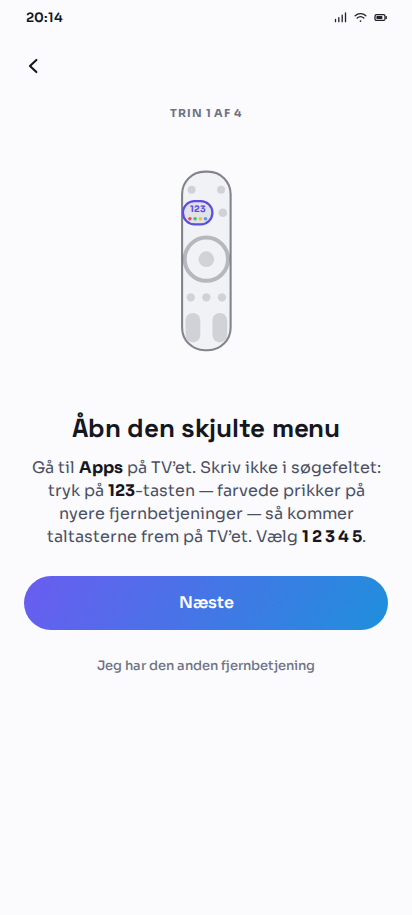 20:14
TRIN 1 AF 4
123
Åbn den skjulte menu
Gå til Apps på TV’et. Skriv ikke i søgefeltet:
tryk på 123-tasten — farvede prikker på
nyere fjernbetjeninger — så kommer
taltasterne frem på TV’et. Vælg 1 2 3 4 5.
Næste
Jeg har den anden fjernbetjening